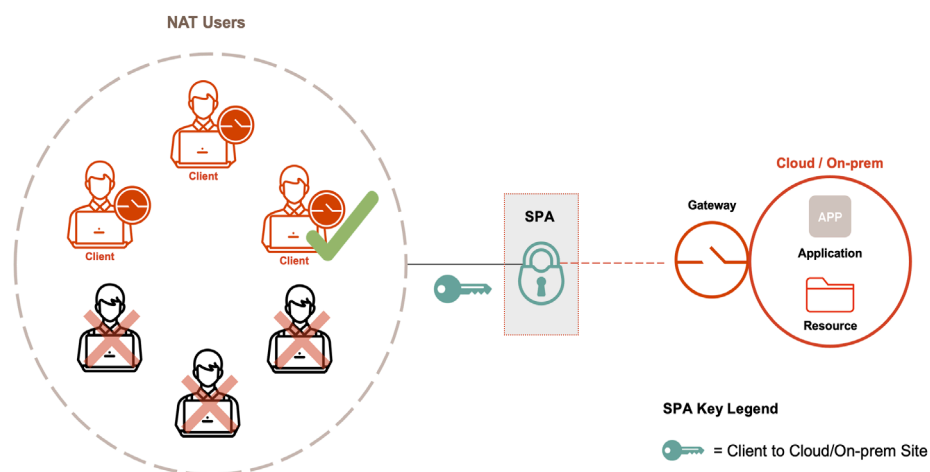 NAT Users
Client
Client
Client
SPA
Gateway
Cloud / On-prem
APP
Application
Resource
SPA Key Legend
= Client to Cloud/On-prem Site